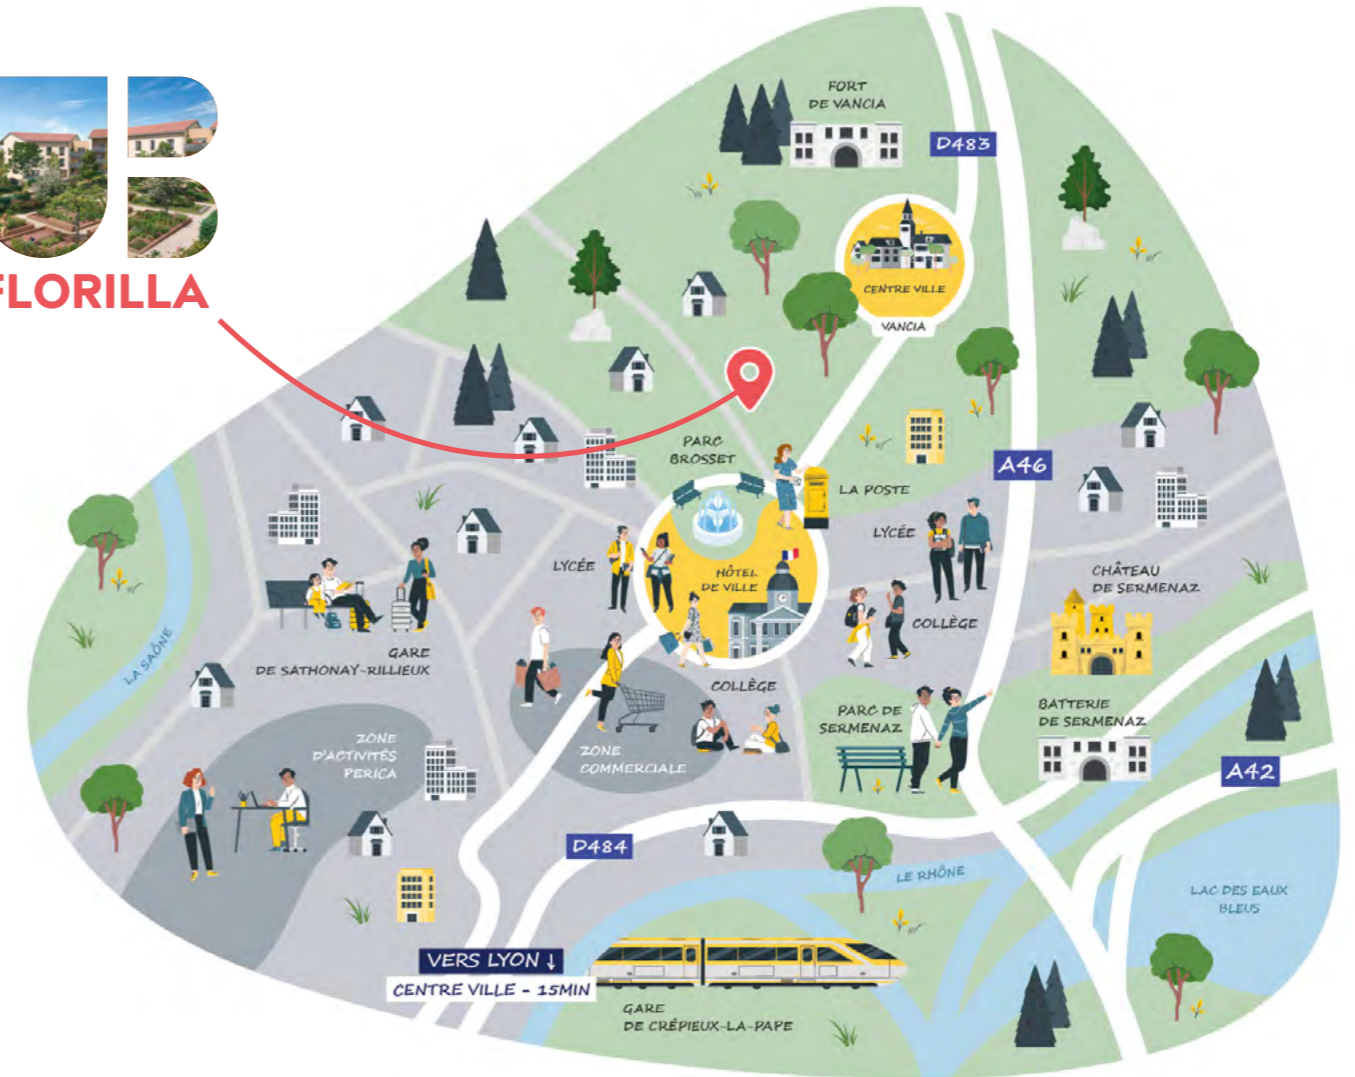 FORT
DE VANCIA
D483
UB
FLORILLA
CENTRE VILLE
VANCIA
PARC
BROSSET
A46
LA POSTE
LYCÉE
LYCÉE
HÔTEL
DE VILLE
CHÂTEAU
DE SERMENAZ
COLLÈGE
LA SAÔNE
GARE
DE SATHONAY-RILLIEUX
COLLÈGE
PARC DE
SERMENAZ
BATTERIE
DE SERMENAZ
ZONE
D'ACTIVITÉS
PERICA
ZONE
COMMERCIALE
A42
D484
LE RHÔNE
LAC DES EAUX
BLEUS
VERS LYON ↓
CENTRE VILLE - 15MIN
GARE
DE CRÉPIEUX-LA-PAPE